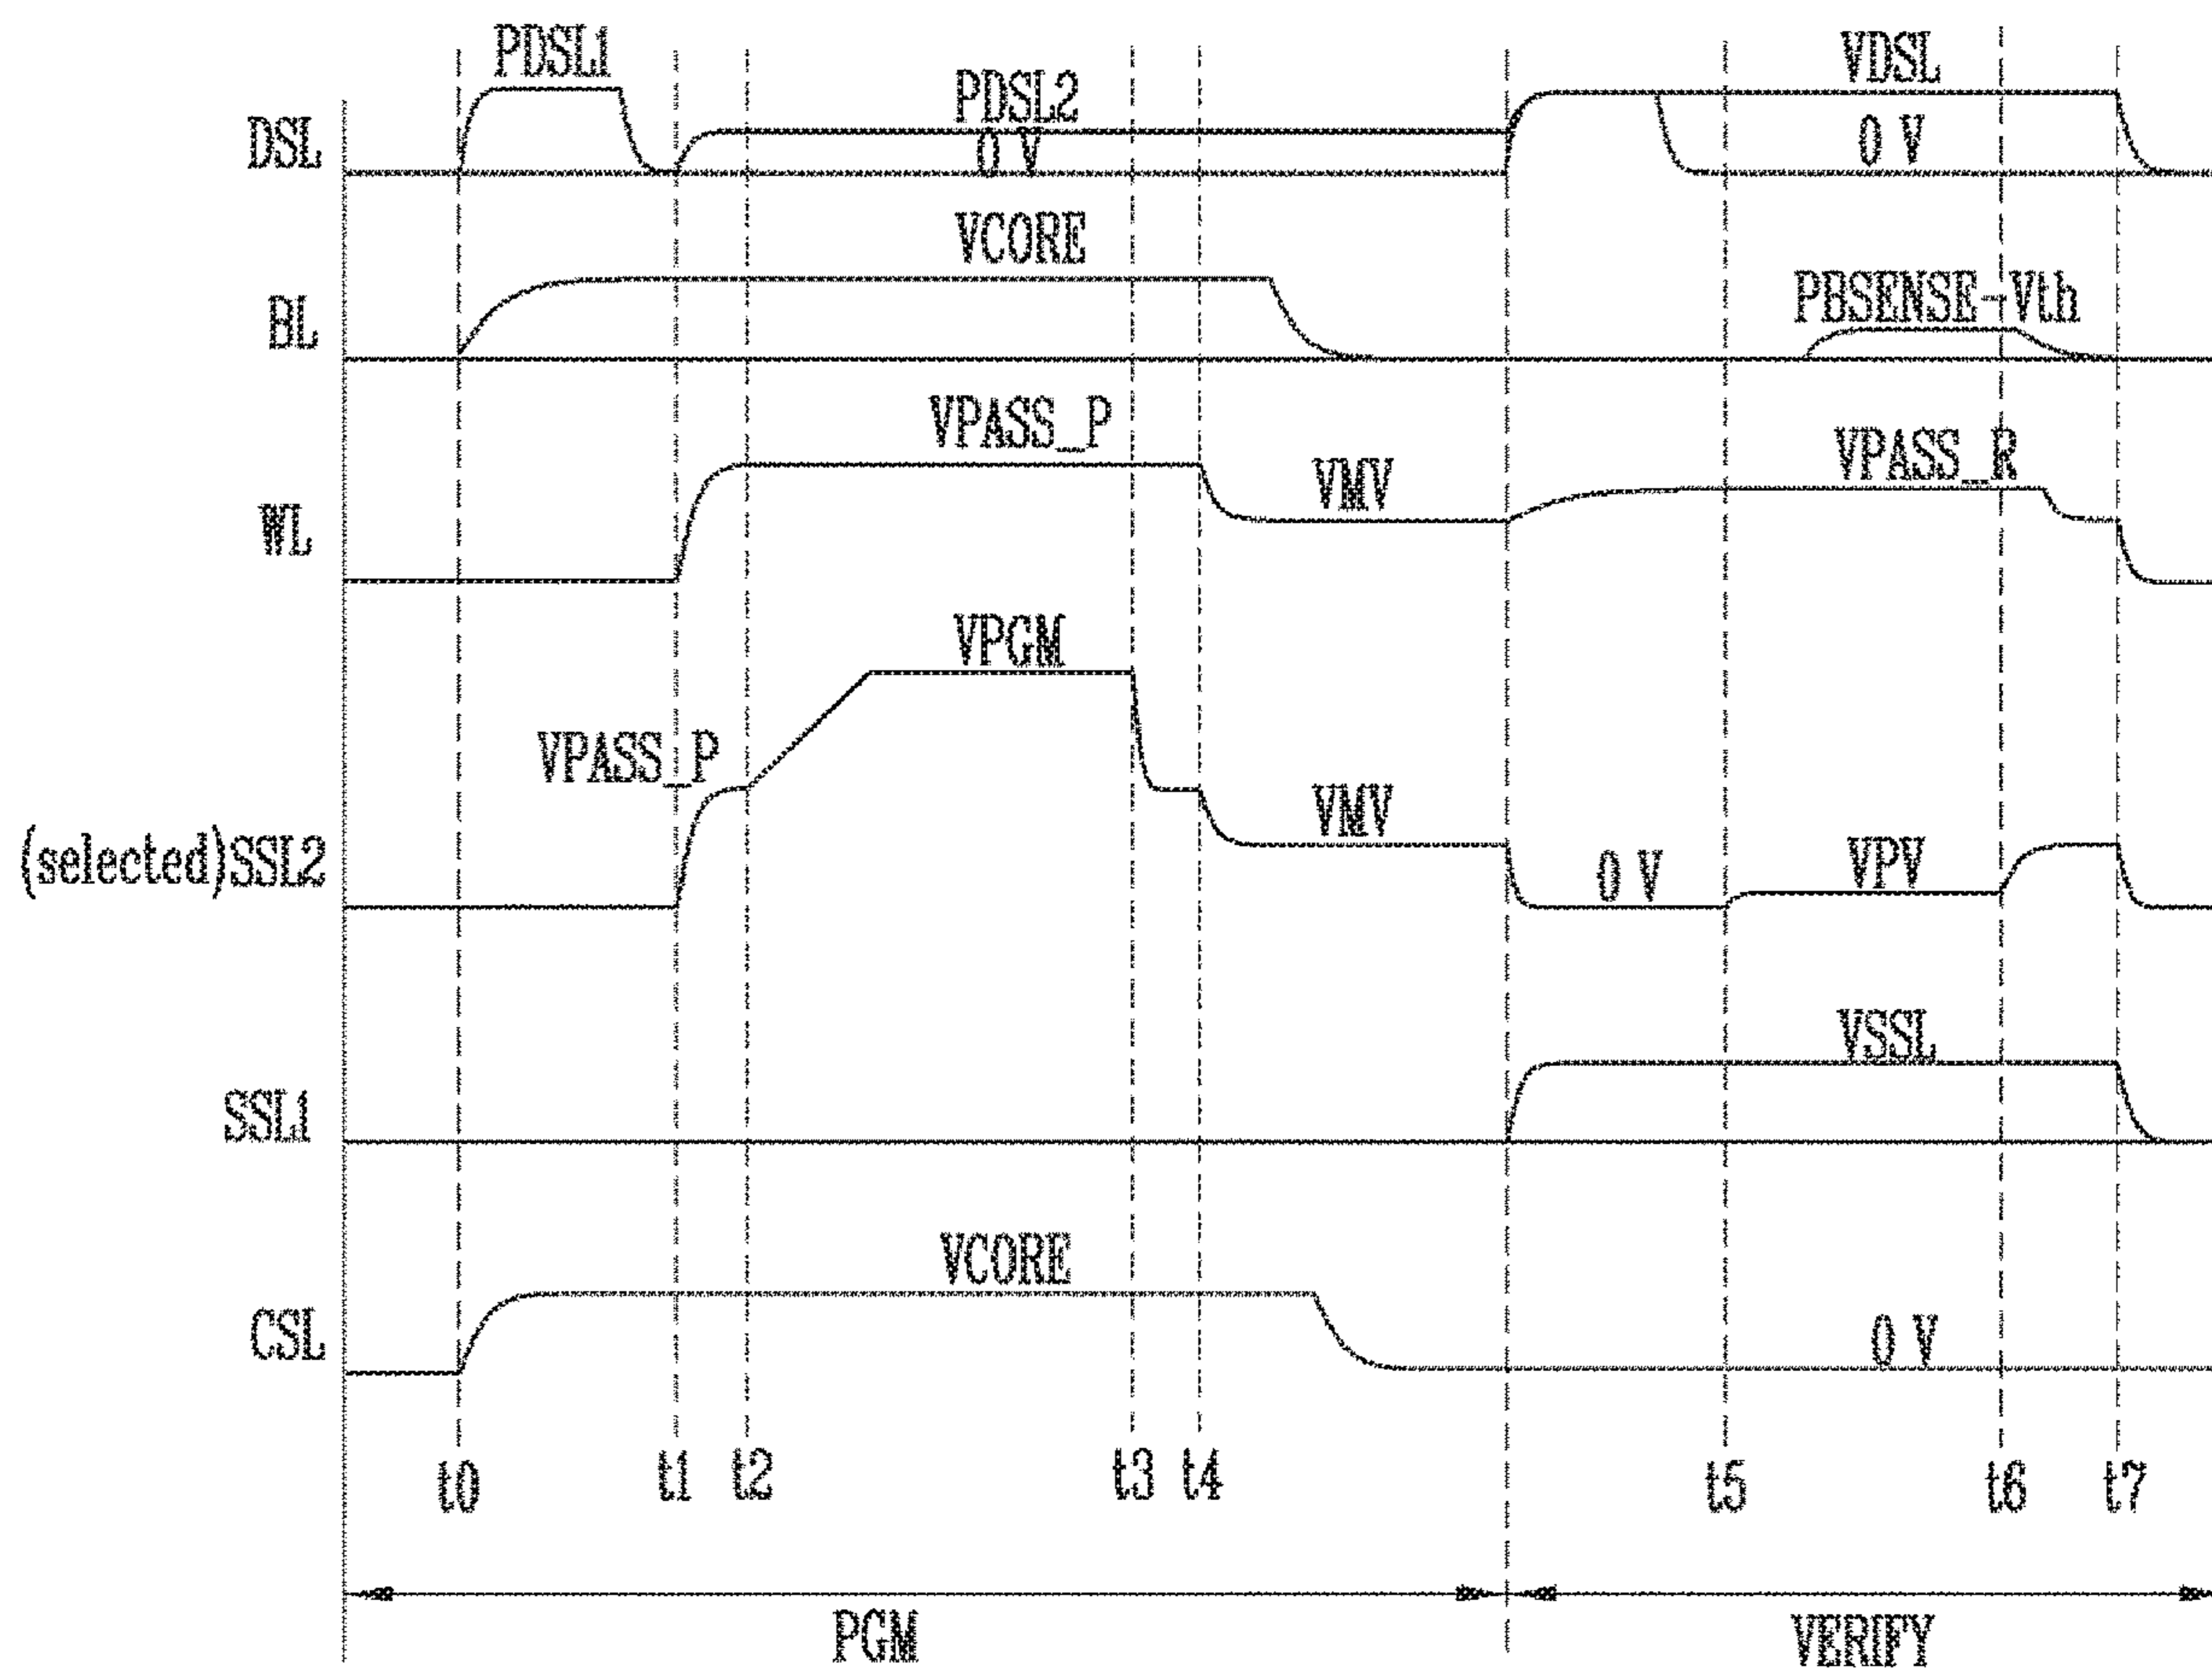 PDSL1
PDSL2
VDSL
DSL
0 V
0 V
VCORE
BL
PBSENSE-Vth
VPASS_P
VMV
VPASS_R
WL
VPGM
VPASS_P
VMV
(selected)SSL2
0 V
VPV
VSSL
SSL1
VCORE
CSL
0 V
t0
t1
t2
t3
t4
t5
t6
t7
PGM
VERIFY